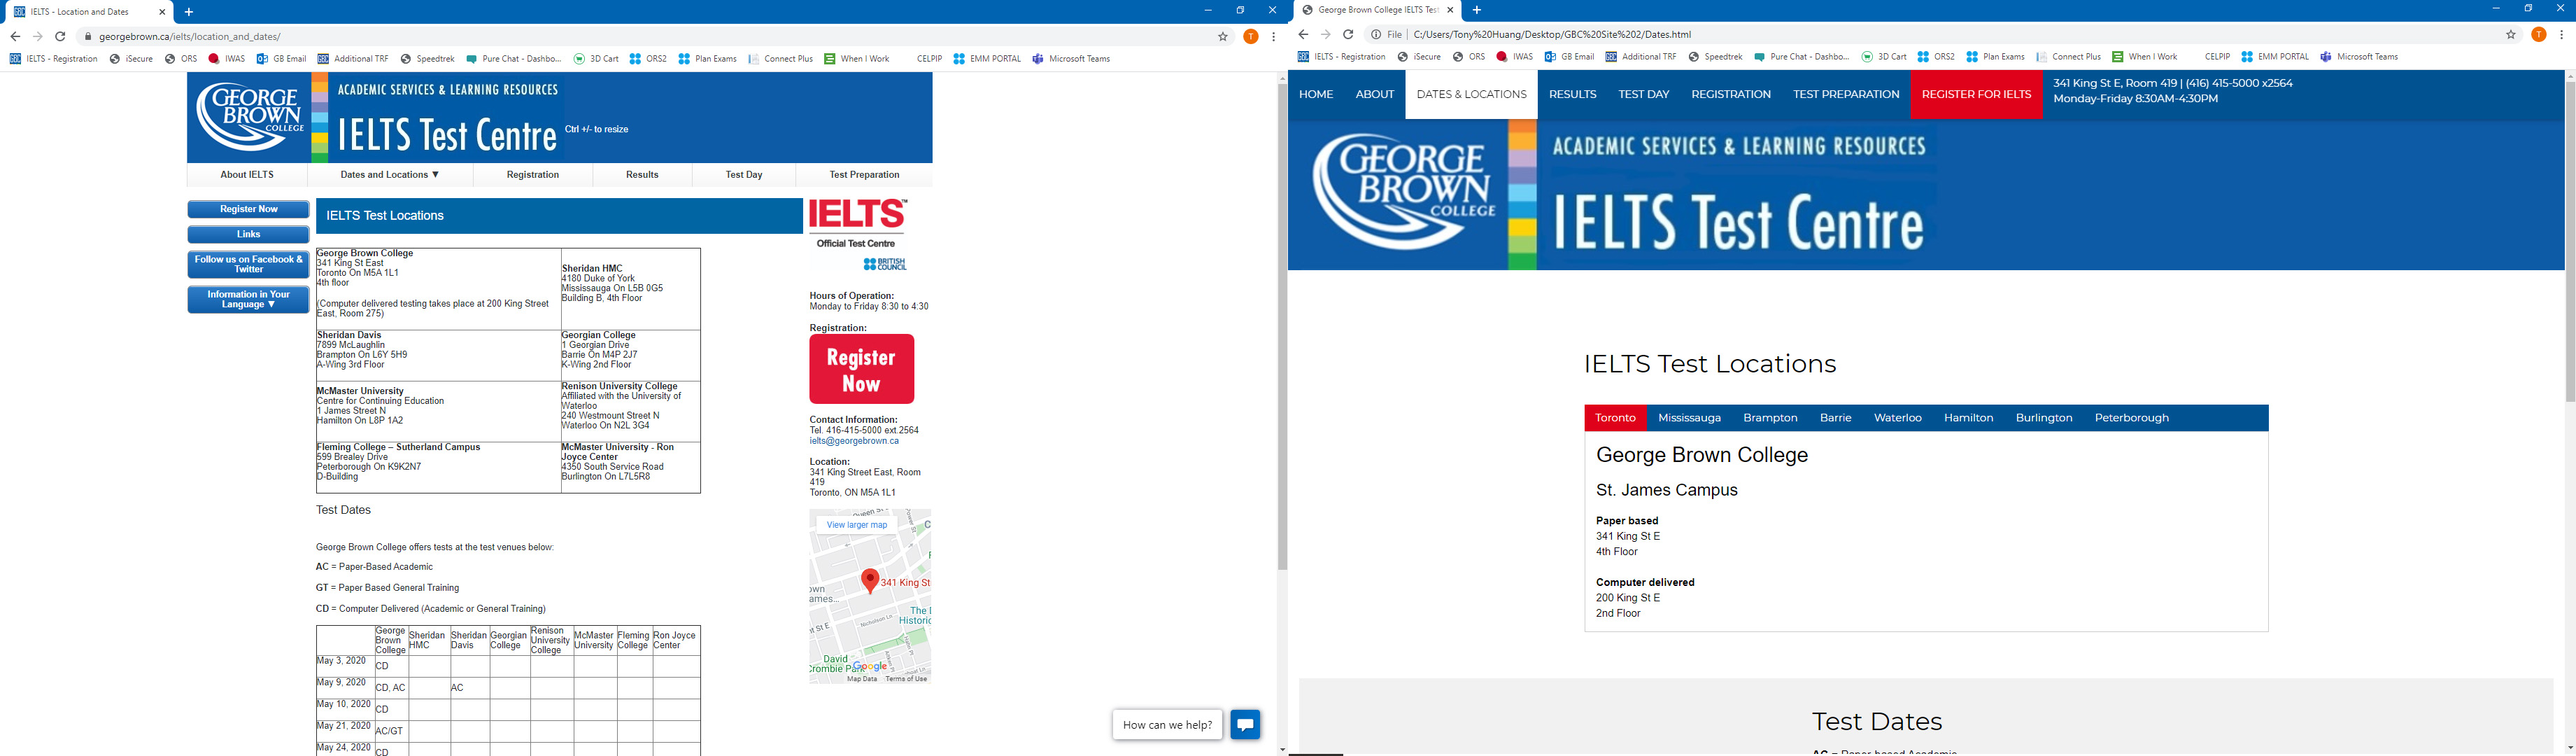 IELTS - Location and Dates
georgebrown.ca/ielts/location_and_dates/
IELTS - Registration iSecure ORS IWAS GB Email Additional TRF Speedtrek Pure Chat - Dashbo... 3D Cart ORS2 Plan Exams Connect Plus When I Work CELPIP EMM PORTAL Microsoft Teams
GEORGE BROWN COLLEGE
ACADEMIC SERVICES & LEARNING RESOURCES
IELTS Test Centre
Ctrl +/- to resize
About IELTS Dates and Locations ▼ Registration Results Test Day Test Preparation
Register Now
Links
Follow us on Facebook &
Twitter
Information in Your
Language ▼
IELTS Test Locations
George Brown College
341 King St East
Toronto On M5A 1L1
4th floor
(Computer delivered testing takes place at 200 King Street
East, Room 275)
Sheridan HMC
4180 Duke of York
Mississauga On L5B 0G5
Building B, 4th Floor
Sheridan Davis
7899 McLaughlin
Brampton On L6Y 5H9
A-Wing 3rd Floor
Georgian College
1 Georgian Drive
Barrie On M4P 2J7
K-Wing 2nd Floor
McMaster University
Centre for Continuing Education
1 James Street N
Hamilton On L8P 1A2
Renison University College
Affiliated with the University of
Waterloo
240 Westmount Street N
Waterloo On N2L 3G4
Fleming College – Sutherland Campus
599 Brealey Drive
Peterborough On K9K2N7
D-Building
McMaster University - Ron
Joyce Center
4350 South Service Road
Burlington On L7L5R8
Test Dates
George Brown College offers tests at the test venues below:
AC = Paper-Based Academic
GT = Paper Based General Training
CD = Computer Delivered (Academic or General Training)
George Brown College Sheridan HMC Sheridan Davis Georgian College Renison University College McMaster University Fleming College Ron Joyce Center
May 3, 2020 CD
May 9, 2020 CD, AC AC
May 10, 2020 CD
May 21, 2020 AC/GT
May 24, 2020 CD
IELTS™
Official Test Centre
BRITISH COUNCIL
Hours of Operation:
Monday to Friday 8:30 to 4:30
Registration:
Register
Now
Contact Information:
Tel. 416-415-5000 ext.2564
ielts@georgebrown.ca
Location:
341 King Street East, Room
419
Toronto, ON M5A 1L1
View larger map
341 King St
Nicholson Ln
The
Historic
David
Crombie Park
Google
Map Data Terms of Use
How can we help?
George Brown College IELTS Test
File C:/Users/Tony%20Huang/Desktop/GBC%20Site%202/Dates.html
IELTS - Registration iSecure ORS IWAS GB Email Additional TRF Speedtrek Pure Chat - Dashbo... 3D Cart ORS2 Plan Exams Connect Plus When I Work CELPIP EMM PORTAL Microsoft Teams
HOME ABOUT DATES & LOCATIONS RESULTS TEST DAY REGISTRATION TEST PREPARATION REGISTER FOR IELTS
341 King St E, Room 419 | (416) 415-5000 x2564
Monday-Friday 8:30AM-4:30PM
GEORGE BROWN COLLEGE
ACADEMIC SERVICES & LEARNING RESOURCES
IELTS Test Centre
IELTS Test Locations
Toronto Mississauga Brampton Barrie Waterloo Hamilton Burlington Peterborough
George Brown College
St. James Campus
Paper based
341 King St E
4th Floor
Computer delivered
200 King St E
2nd Floor
Test Dates
AC = Paper-based Academic